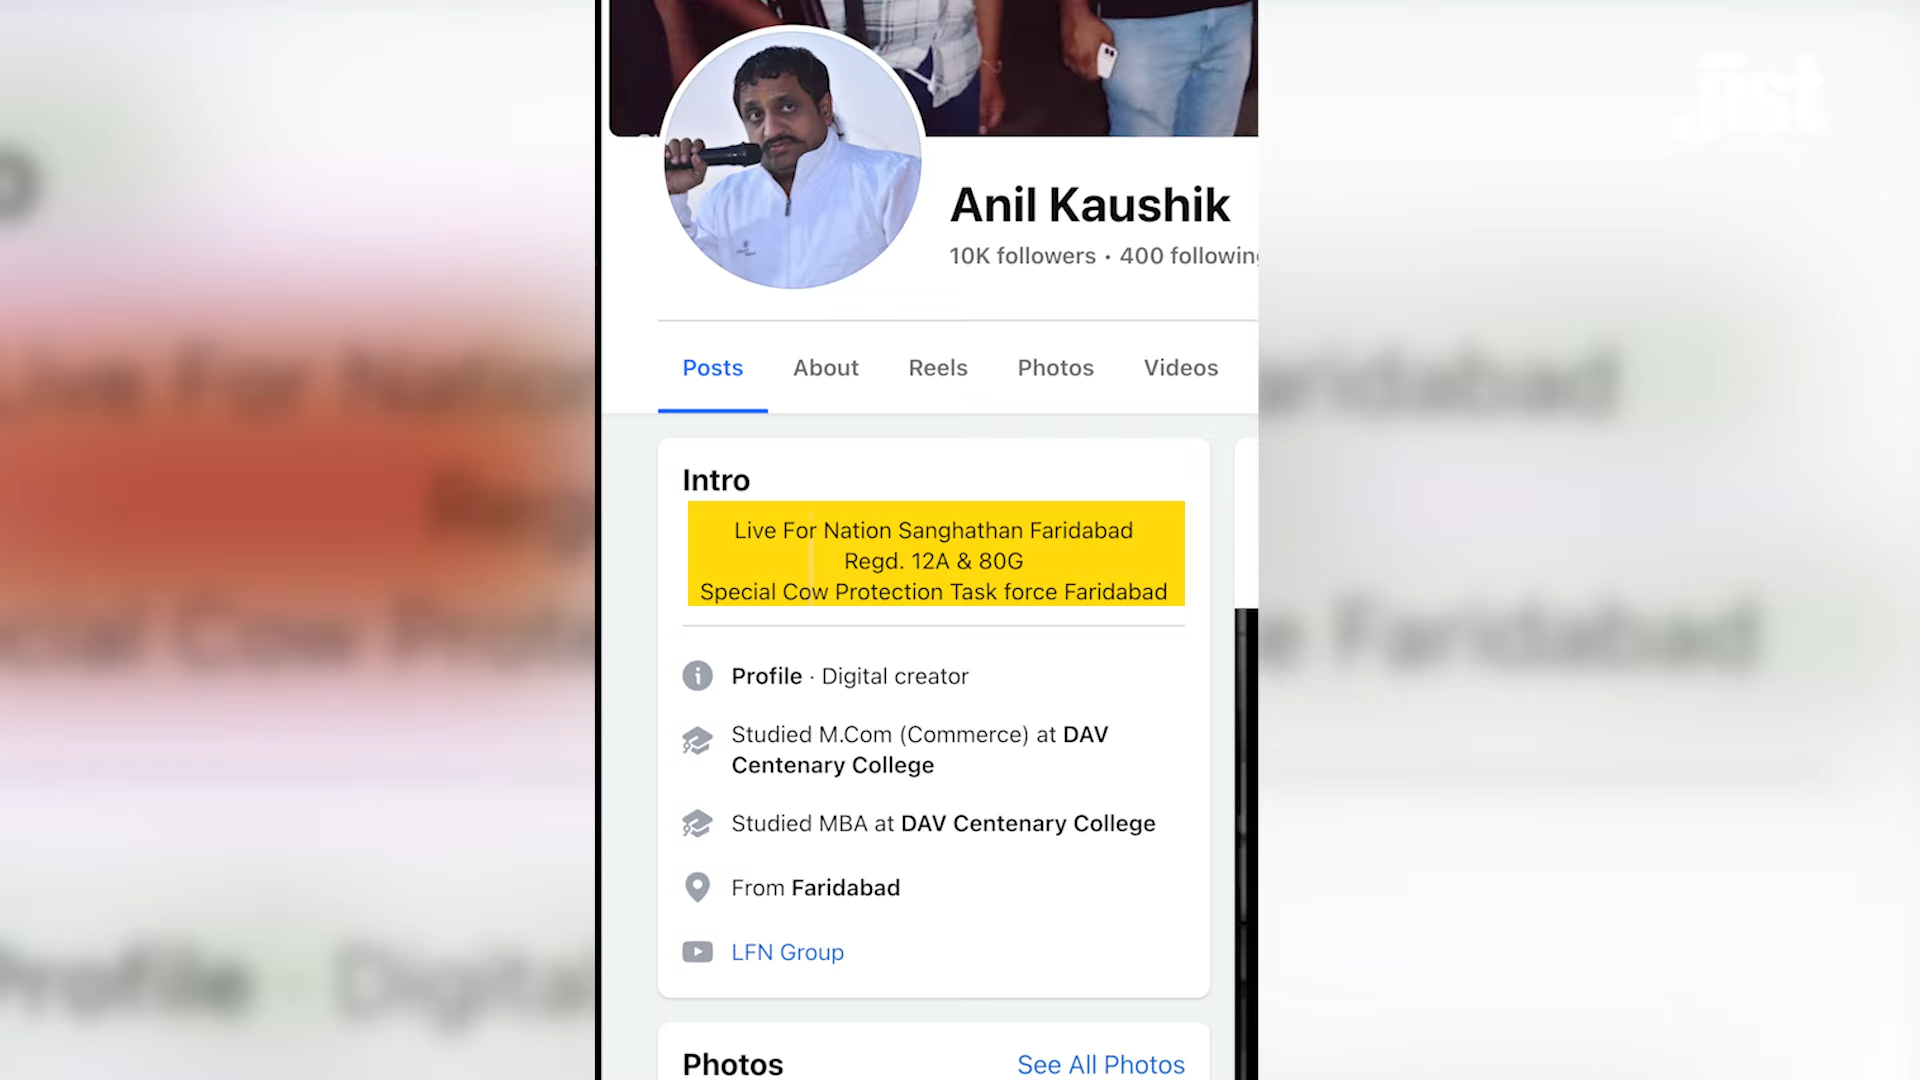 jist
Anil Kaushik
10K followers • 400 following
Posts About Reels Photos Videos
Intro
Live For Nation Sanghathan Faridabad
Regd. 12A & 80G
Special Cow Protection Task force Faridabad
Profile · Digital creator
Studied M.Com (Commerce) at DAV
Centenary College
Studied MBA at DAV Centenary College
From Faridabad
LFN Group
Photos See All Photos